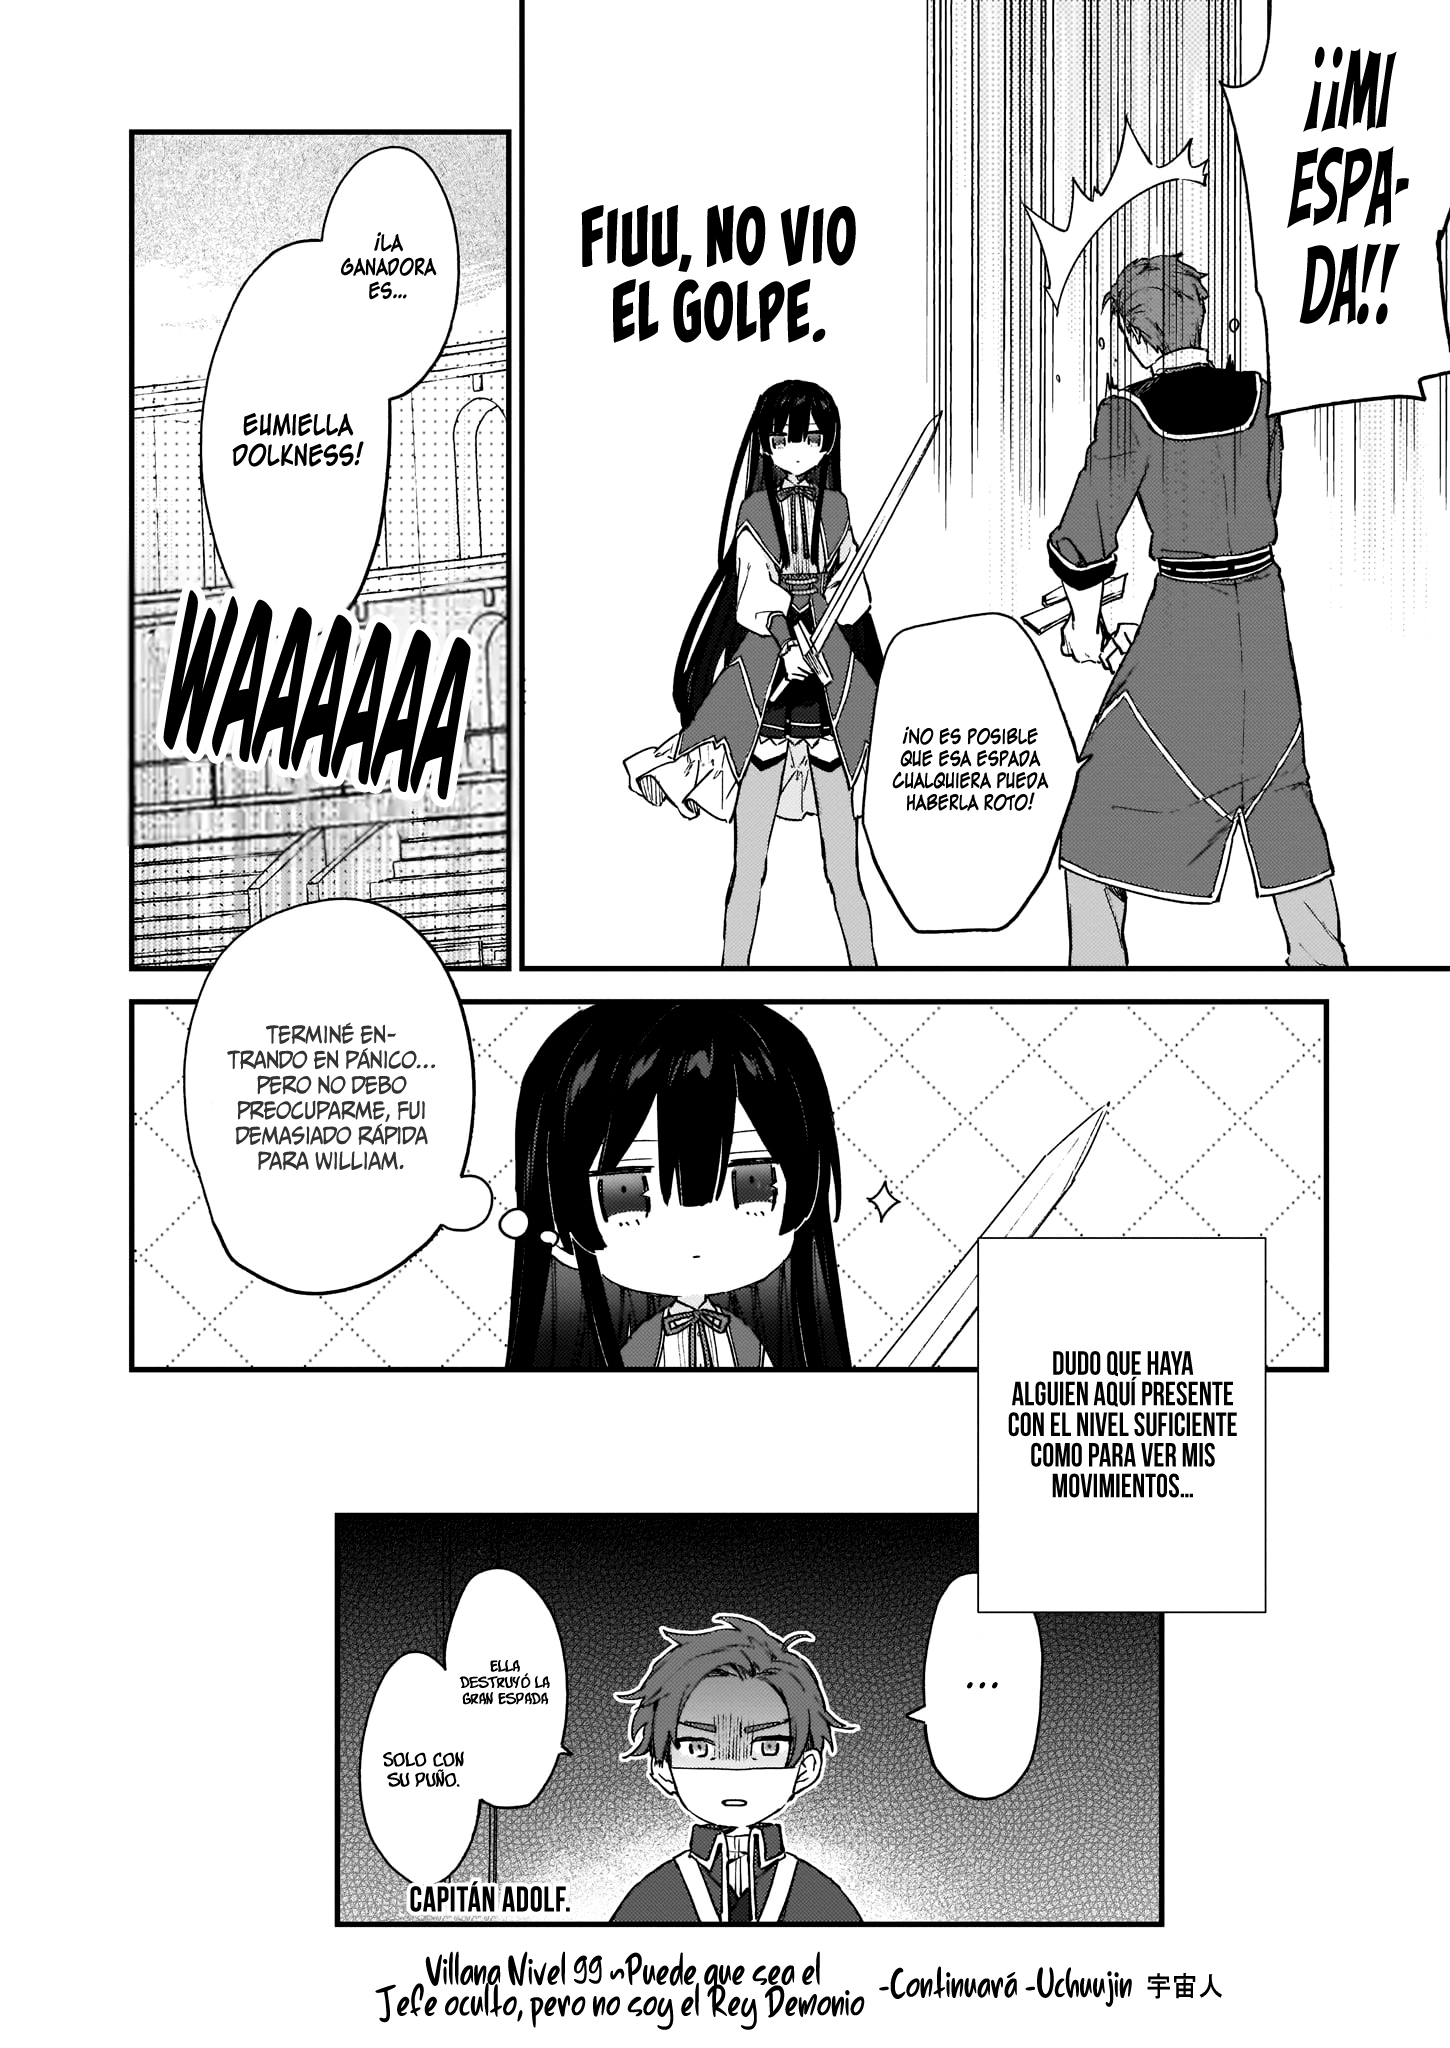 ¡¡MI
ESPA-
DA!!
FIUU, NO VIO
EL GOLPE.
¡NO ES POSIBLE
QUE ESA ESPADA
CUALQUIERA PUEDA
HABERLA ROTO!
¡LA
GANADORA
ES...
EUMIELLA
DOLKNESS!
WAAAAAA
TERMINÉ EN-
TRANDO EN PÁNICO...
PERO NO DEBO
PREOCUPARME, FUI
DEMASIADO RÁPIDA
PARA WILLIAM.
DUDO QUE HAYA
ALGUIEN AQUÍ PRESENTE
CON EL NIVEL SUFICIENTE
COMO PARA VER MIS
MOVIMIENTOS...
...
ELLA
DESTRUYÓ LA
GRAN ESPADA
SOLO CON
SU PUÑO.
CAPITÁN ADOLF.
Villana Nivel 99 ~Puede que sea el
Jefe oculto, pero no soy el Rey Demonio
-Continuará -Uchuujin 宇宙人